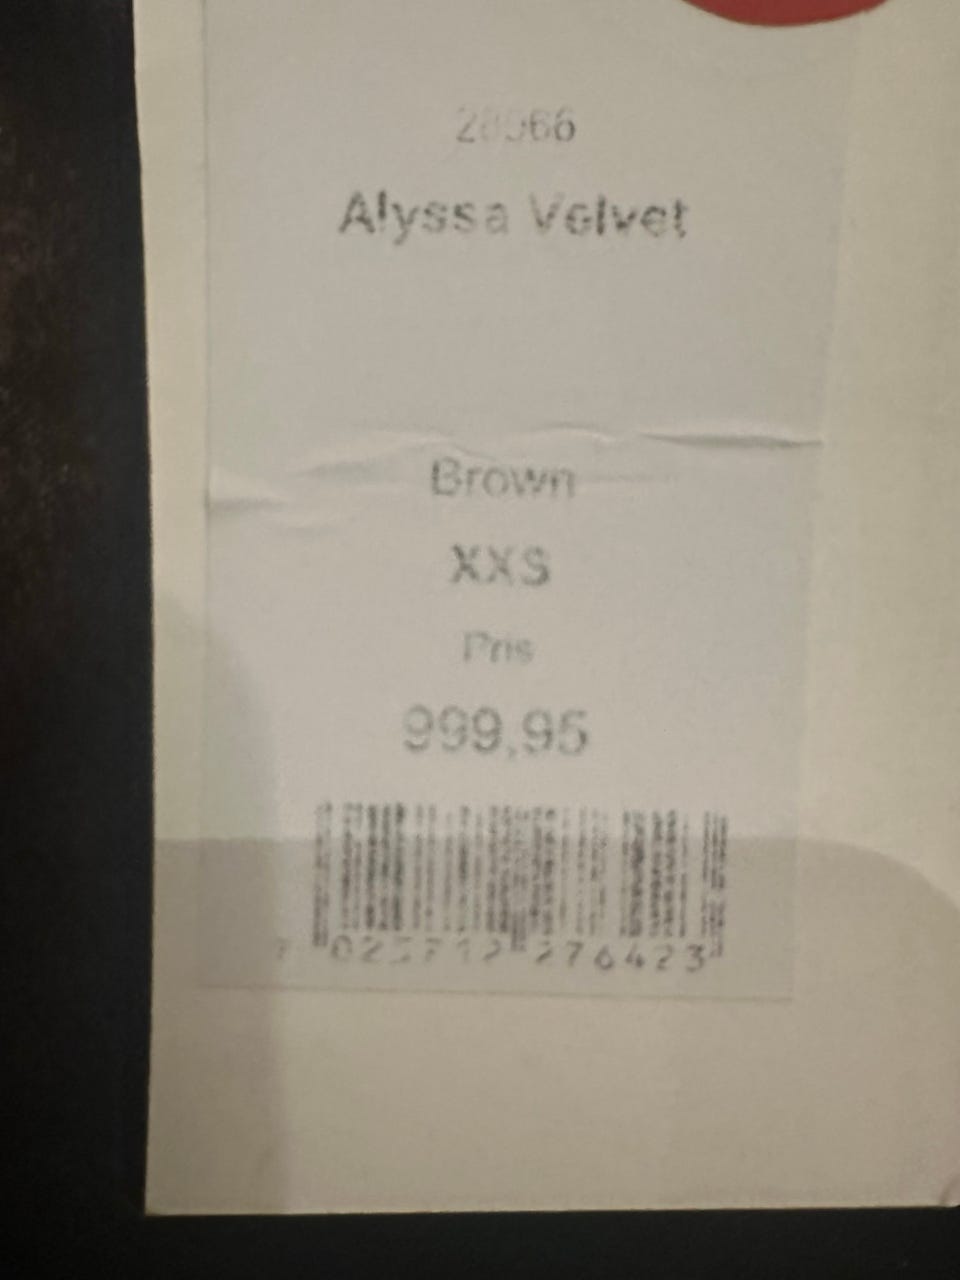 Alyssa Velvet
Brown
XXS
Pris
999,95